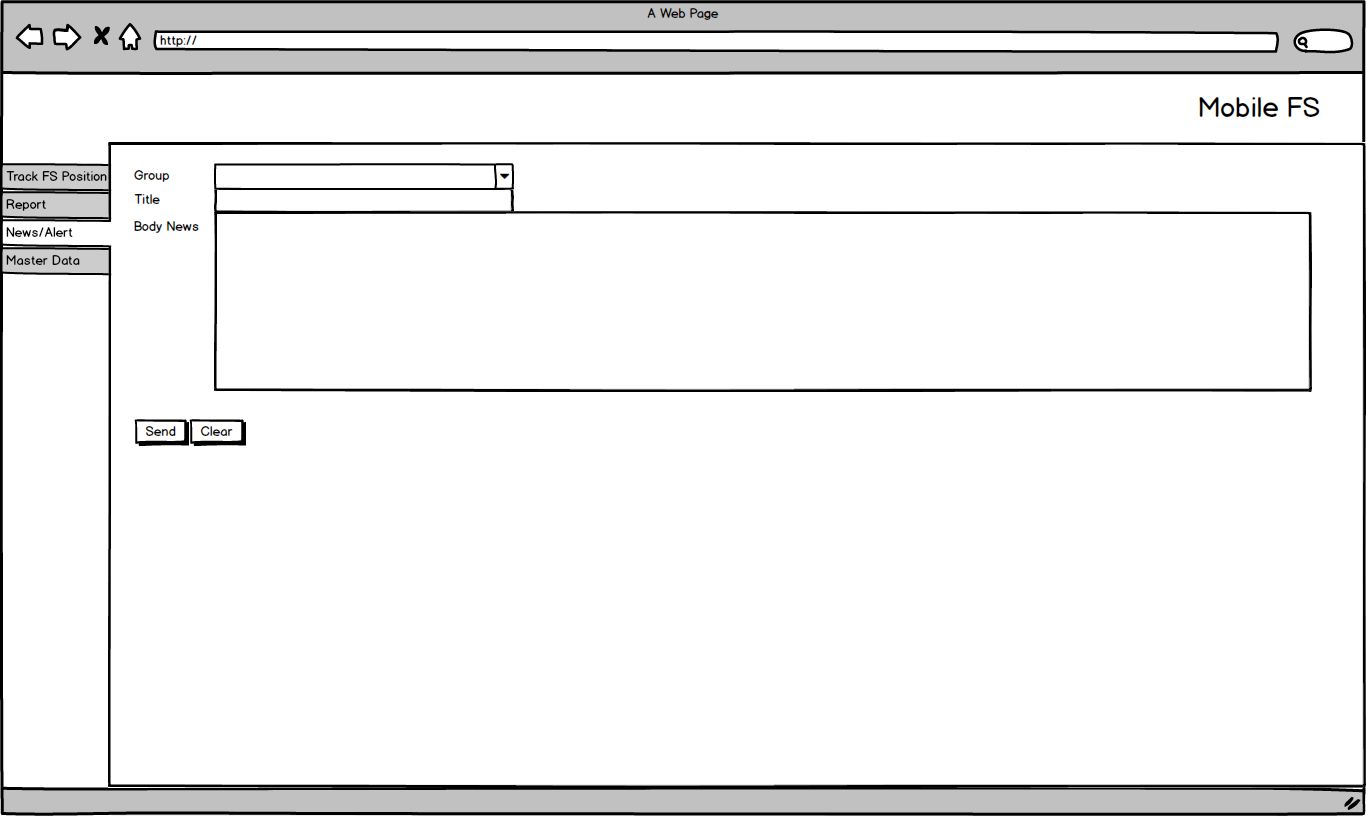 A Web Page
http://
Mobile FS
Track FS Position
Report
News/Alert
Master Data
Group
Title
Body News
Send Clear